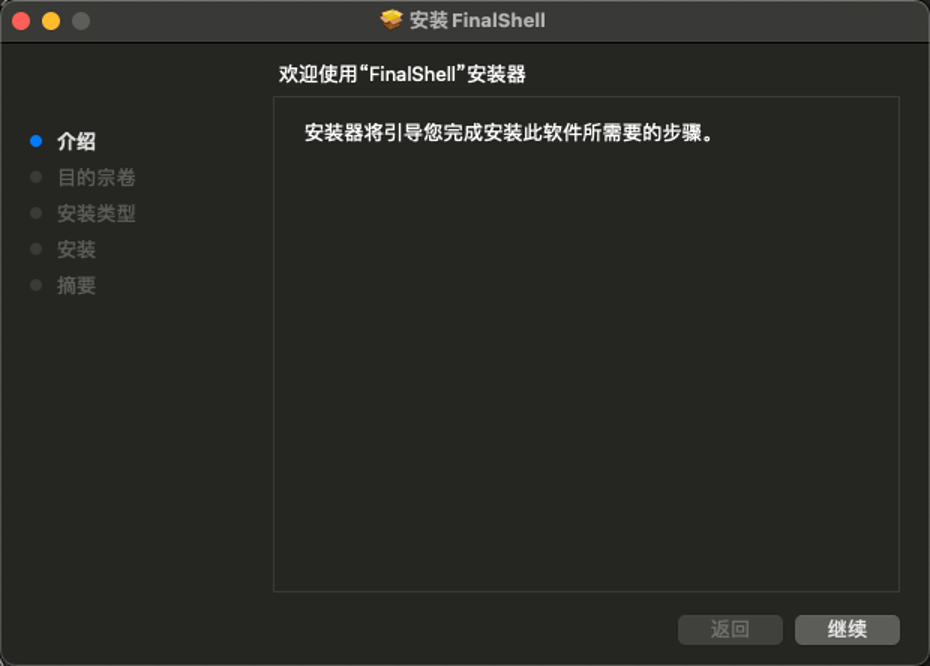 安装 FinalShell
欢迎使用“FinalShell”安装器
介绍
目的宗卷
安装类型
安装
摘要
安装器将引导您完成安装此软件所需要的步骤。
返回
继续